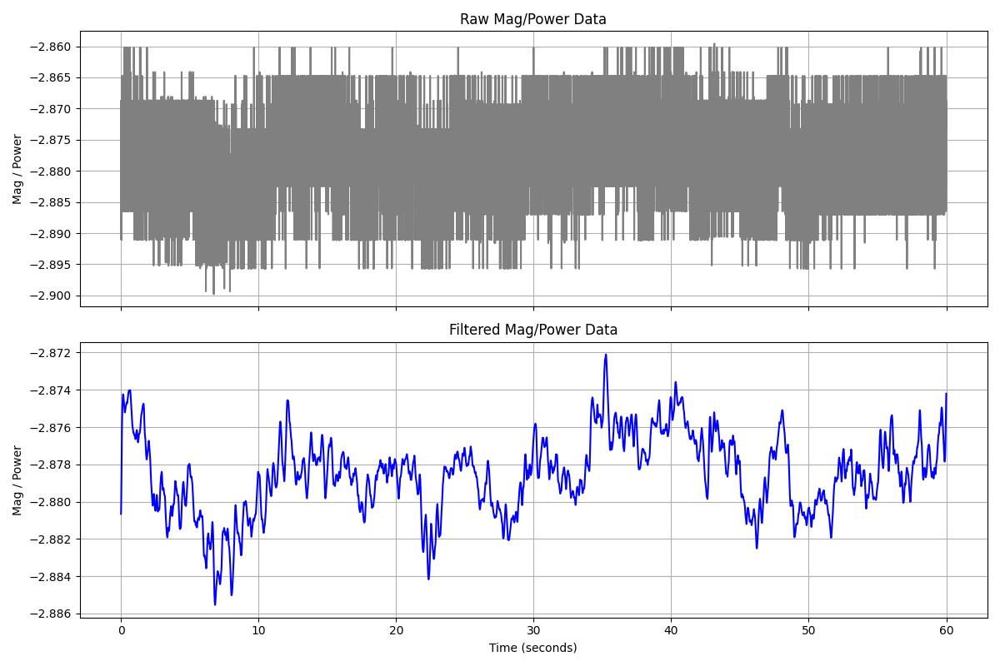 Raw Mag/Power Data
−2.860
−2.865
−2.870
−2.875
−2.880
−2.885
−2.890
−2.895
−2.900
Mag / Power
Filtered Mag/Power Data
−2.872
−2.874
−2.876
−2.878
−2.880
−2.882
−2.884
−2.886
Mag / Power
0 10 20 30 40 50 60
Time (seconds)